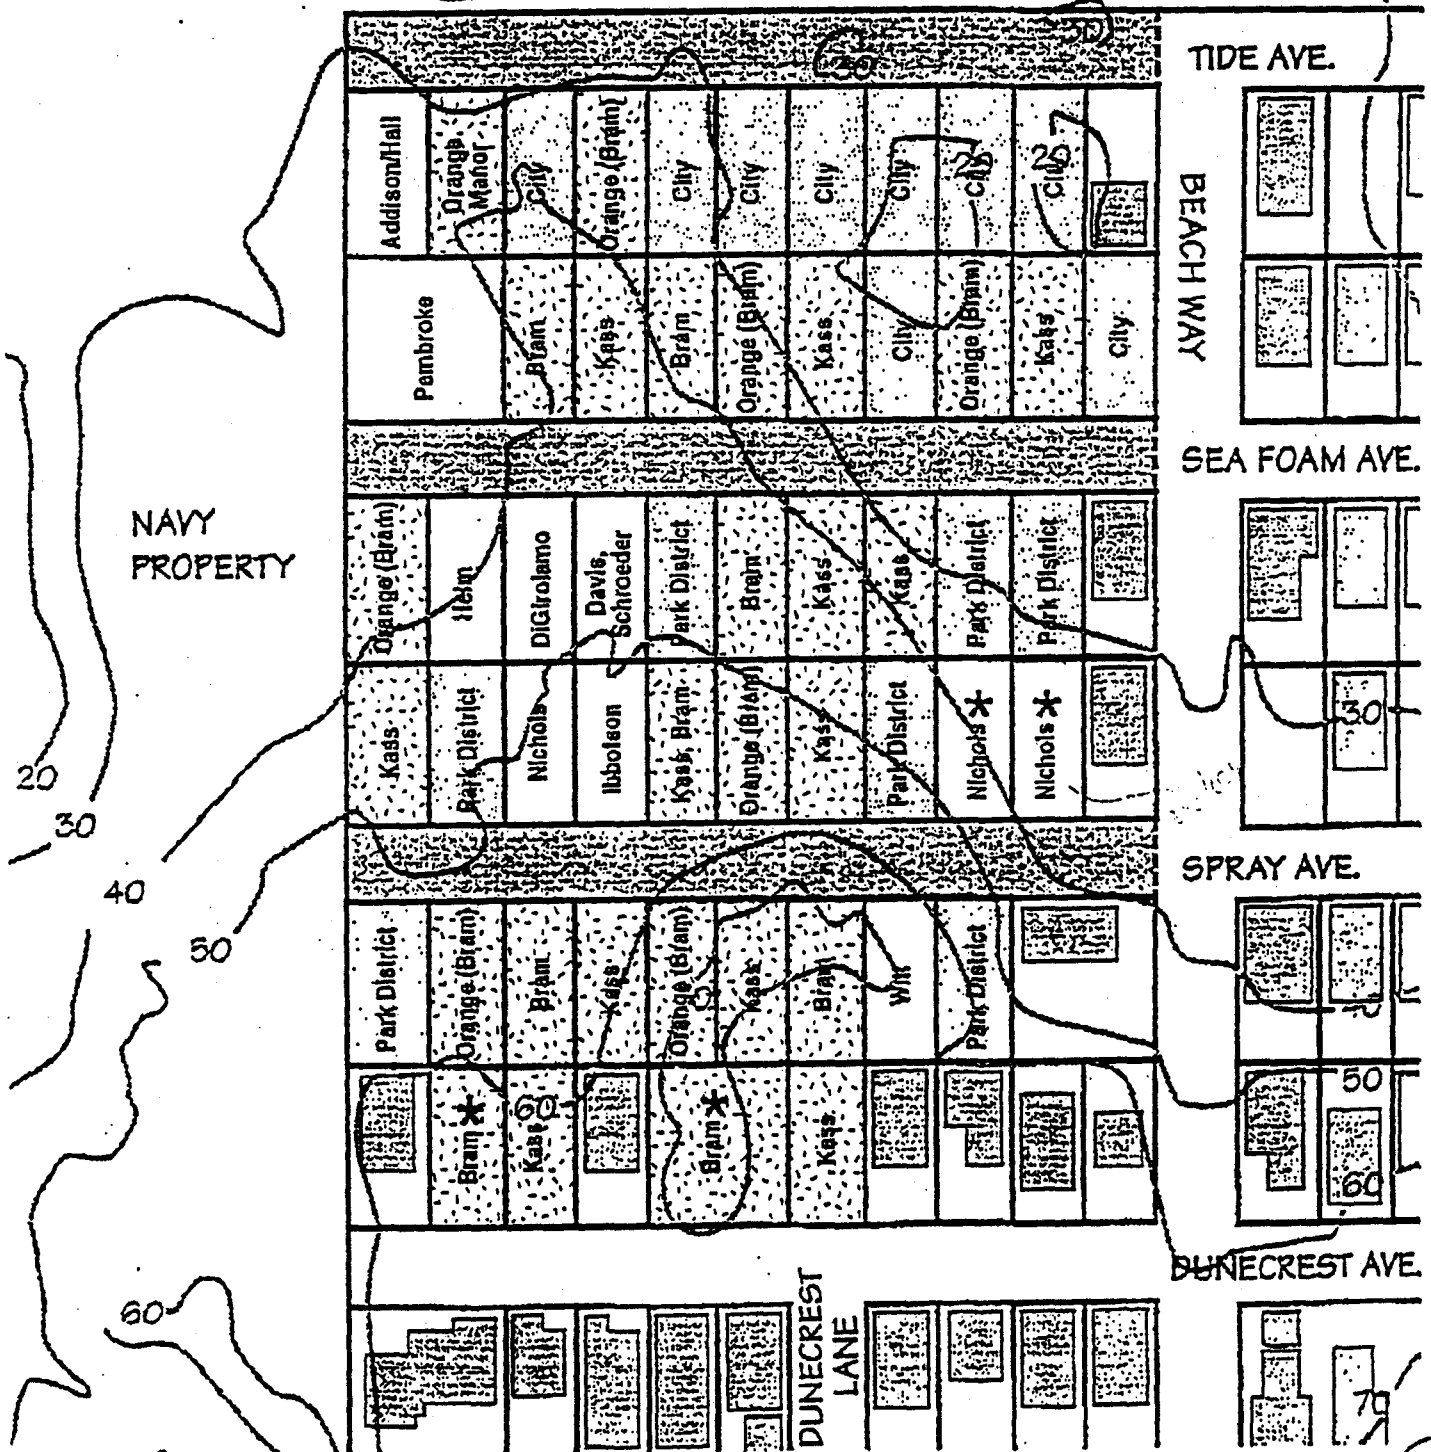 30
30
TIDE AVE.
Addison/Hall
Orange
Manor
City
Orange (Bram)
City
City
City
City
City
20
City
20
BEACH WAY
Pembroke
Bram
Kass
Bram
Orange (Bram)
Kass
City
Orange (Bram)
Kass
City
SEA FOAM AVE.
NAVY
PROPERTY
Orange (Bram)
Helm
DiGirolamo
Davis,
Schroeder
Park District
Bram
Kass
Kass
Park District
Park District
Kass
Park District
Nichols
Ibbotson
Kass, Bram
Orange (Bram)
Kass
Park District
Nichols *
Nichols *
30
20
30
40
50
SPRAY AVE.
Park District
Orange (Bram)
Bram
Kass
Orange (Bram)
Kass
Bram
Witt
Park District
Bram *
Kass
60
Bram *
Kass
50
60
DUNECREST AVE.
60
DUNECREST
LANE
70